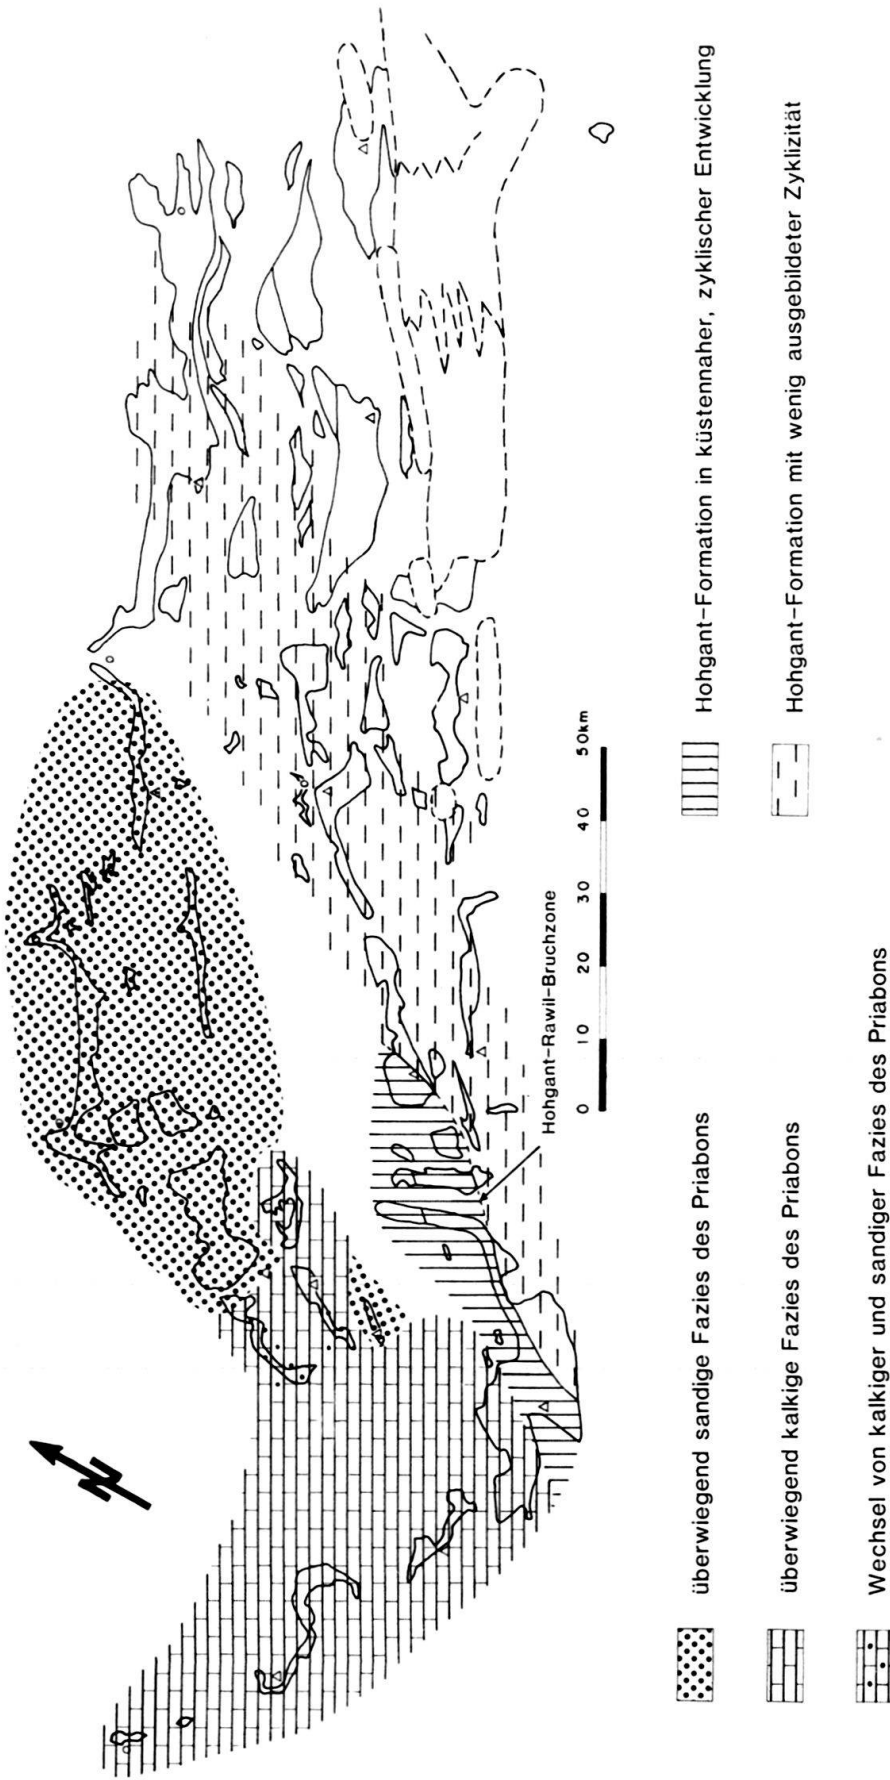 N
Hohgant-Rawil-Bruchzone
0 10 20 30 40 50km
überwiegend sandige Fazies des Priabons
überwiegend kalkige Fazies des Priabons
Wechsel von kalkiger und sandiger Fazies des Priabons
Hohgant-Formation in küstennaher, zyklischer Entwicklung
Hohgant-Formation mit wenig ausgebildeter Zyklizität